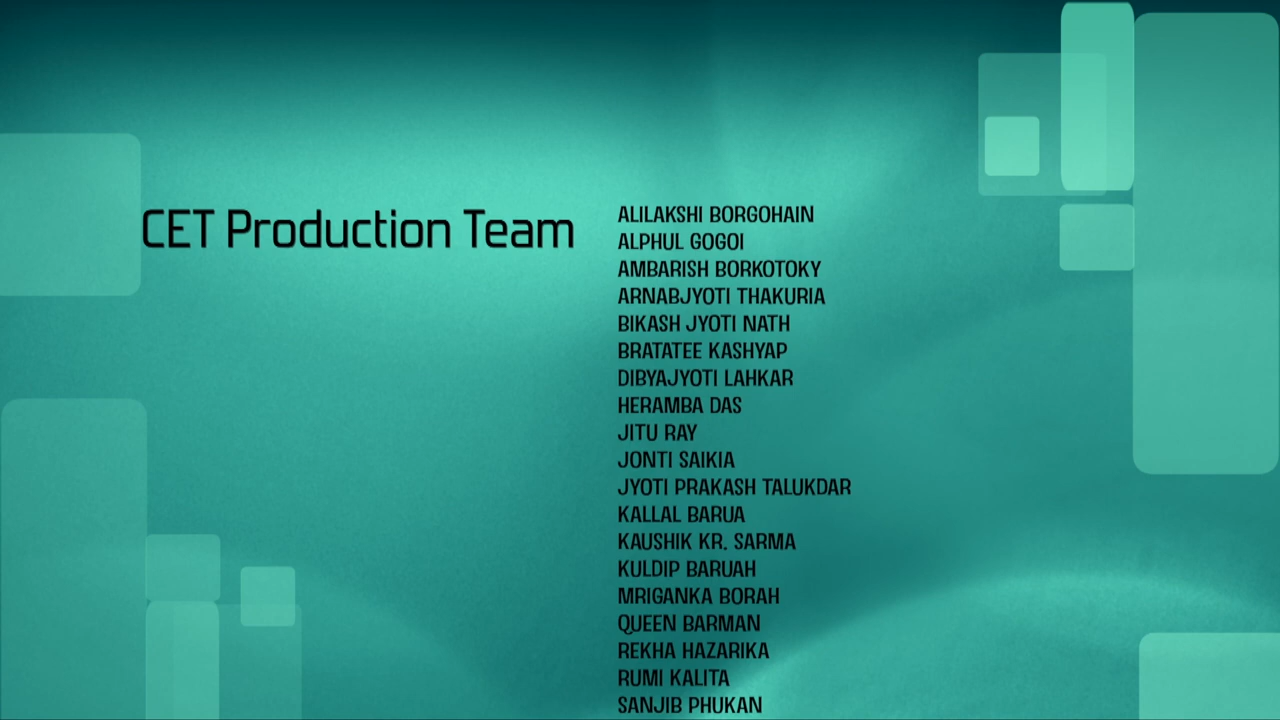 CET Production Team
ALILAKSHI BORGOHAIN
ALPHUL GOGOI
AMBARISH BORKOTOKY
ARNABJYOTI THAKURIA
BIKASH JYOTI NATH
BRATATEE KASHYAP
DIBYAJYOTI LAHKAR
HERAMBA DAS
JITU RAY
JONTI SAIKIA
JYOTI PRAKASH TALUKDAR
KALLAL BARUA
KAUSHIK KR. SARMA
KULDIP BARUAH
MRIGANKA BORAH
QUEEN BARMAN
REKHA HAZARIKA
RUMI KALITA
SANJIB PHUKAN